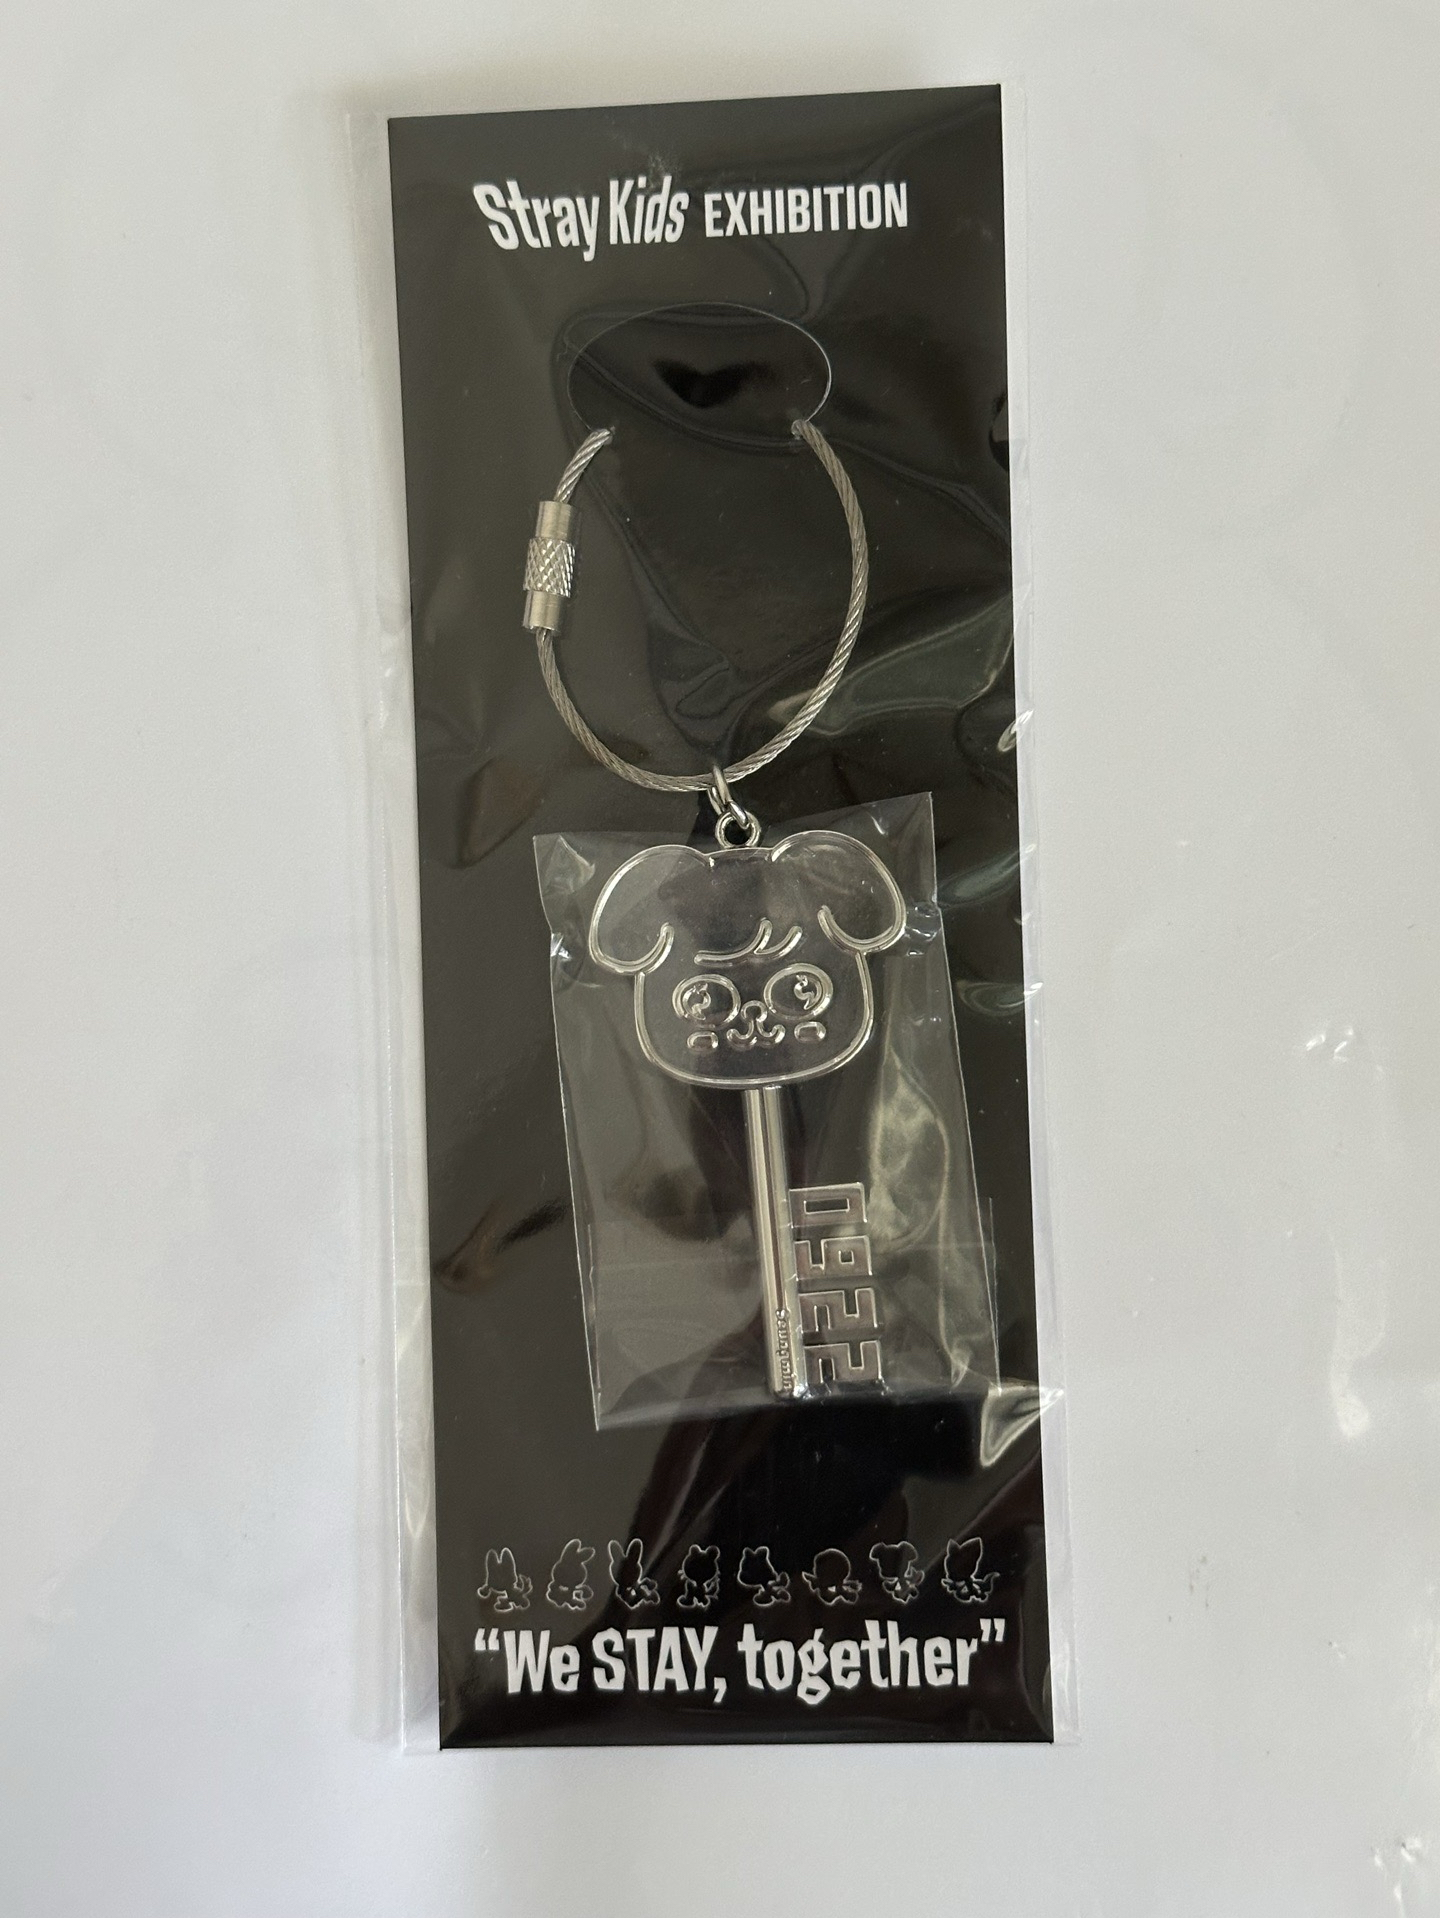 Stray Kids EXHIBITION
0922
Seungmin
“We STAY, together”